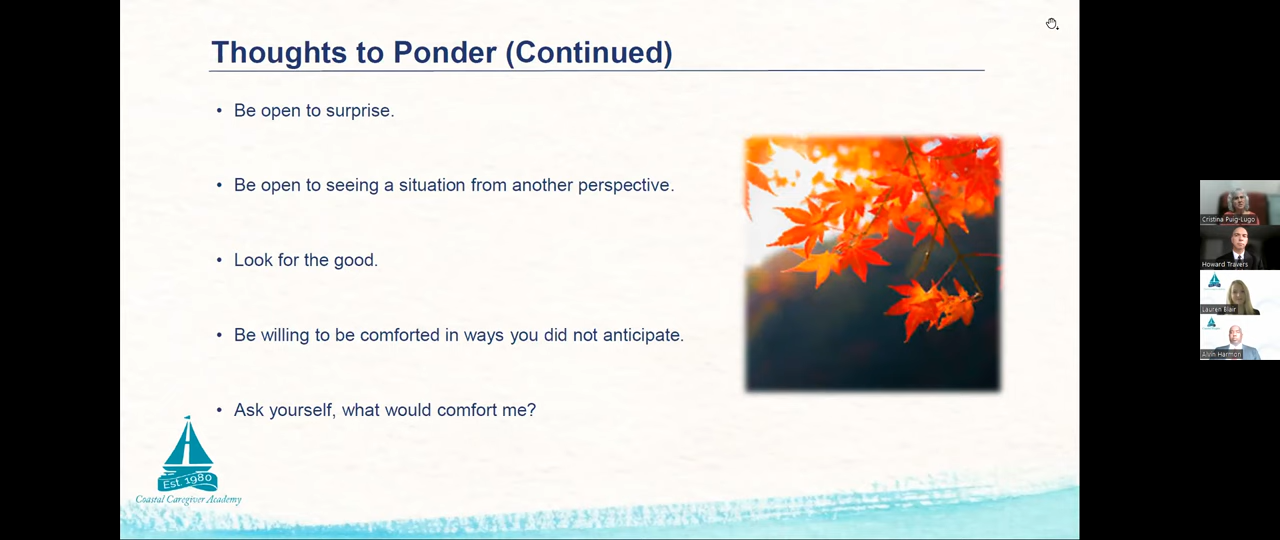 Thoughts to Ponder (Continued)
• Be open to surprise.
• Be open to seeing a situation from another perspective.
• Look for the good.
• Be willing to be comforted in ways you did not anticipate.
• Ask yourself, what would comfort me?
Est 1980
Coastal Caregiver Academy
Cristina Puig-Lugo
Howard Travers
Lauren Blair
Alvin Harmon